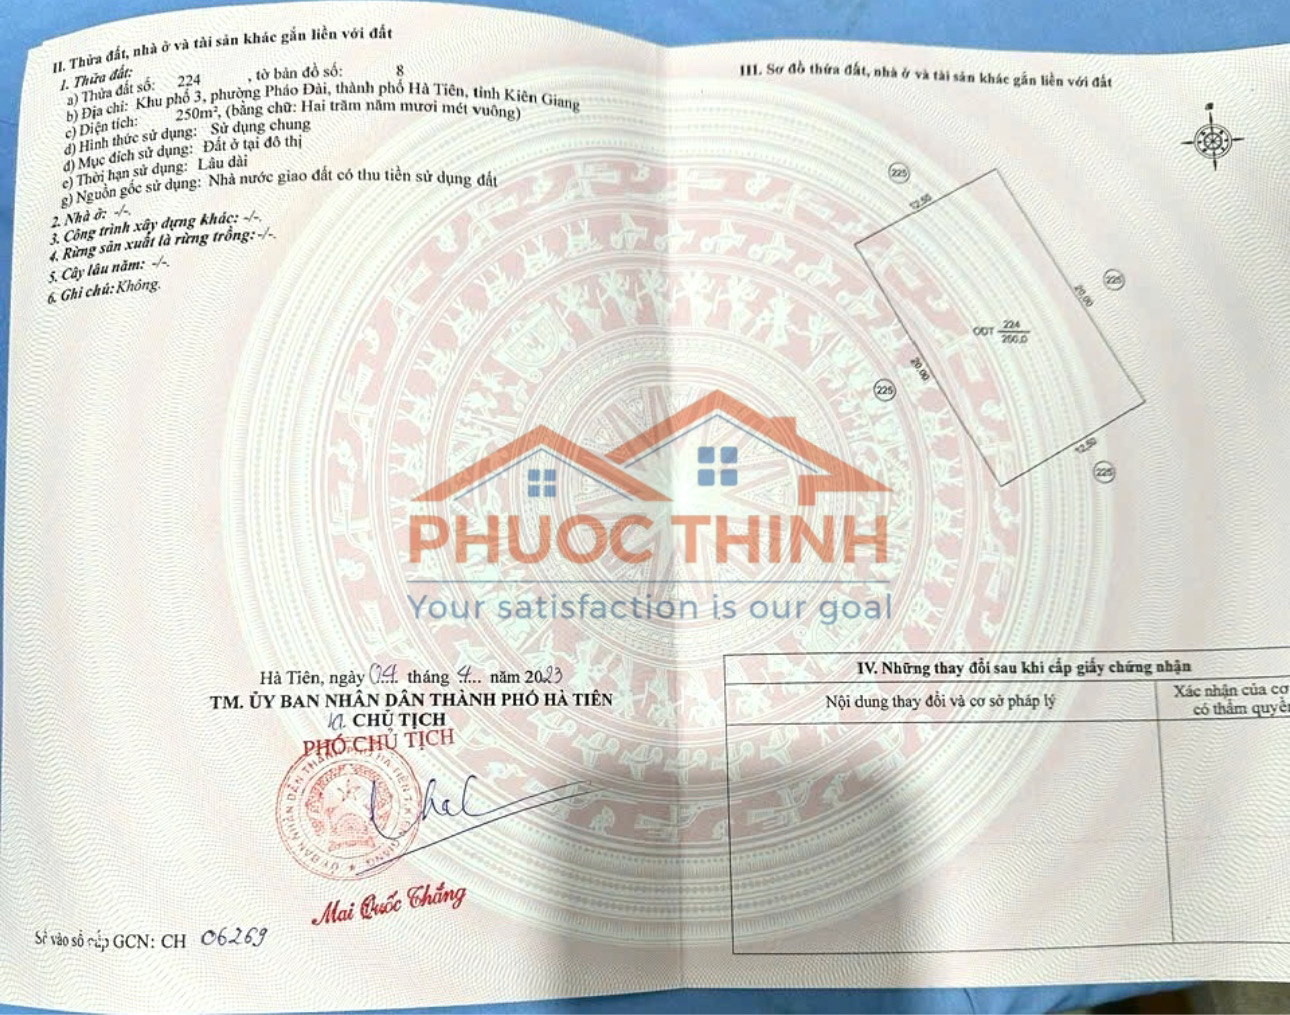 II. Thửa đất, nhà ở và tài sản khác gắn liền với đất
1. Thửa đất:
a) Thửa đất số: 224 , tờ bản đồ số: 8
b) Địa chỉ: Khu phố 3, phường Pháo Đài, thành phố Hà Tiên, tỉnh Kiên Giang
c) Diện tích: 250m², (bằng chữ: Hai trăm năm mươi mét vuông)
d) Hình thức sử dụng: Sử dụng chung
đ) Mục đích sử dụng: Đất ở tại đô thị
e) Thời hạn sử dụng: Lâu dài
g) Nguồn gốc sử dụng: Nhà nước giao đất có thu tiền sử dụng đất
2. Nhà ở: -/-.
3. Công trình xây dựng khác: -/-.
4. Rừng sản xuất là rừng trồng: -/-.
5. Cây lâu năm: -/-.
6. Ghi chú: Không.
Hà Tiên, ngày 04 tháng 4 năm 2023
TM. ỦY BAN NHÂN DÂN THÀNH PHỐ HÀ TIÊN
CHỦ TỊCH
PHÓ CHỦ TỊCH
Mai Quốc Thắng
Số vào sổ cấp GCN: CH 06269
III. Sơ đồ thửa đất, nhà ở và tài sản khác gắn liền với đất
225
12.50
225
20.00
ODT 224
250.0
20.00
225
12.50
225
PHUOC THINH
Your satisfaction is our goal
IV. Những thay đổi sau khi cấp giấy chứng nhận
Nội dung thay đổi và cơ sở pháp lý
Xác nhận của cơ
có thẩm quyền